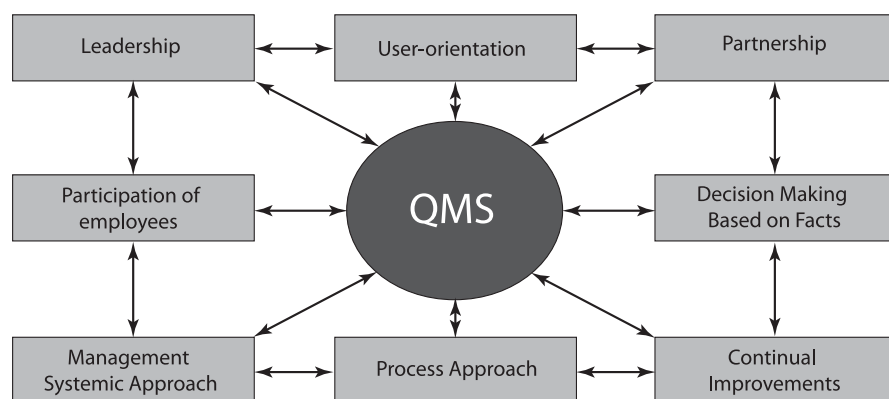 Leadership
User-orientation
Partnership
Participation of
employees
QMS
Decision Making
Based on Facts
Management
Systemic Approach
Process Approach
Continual
Improvements